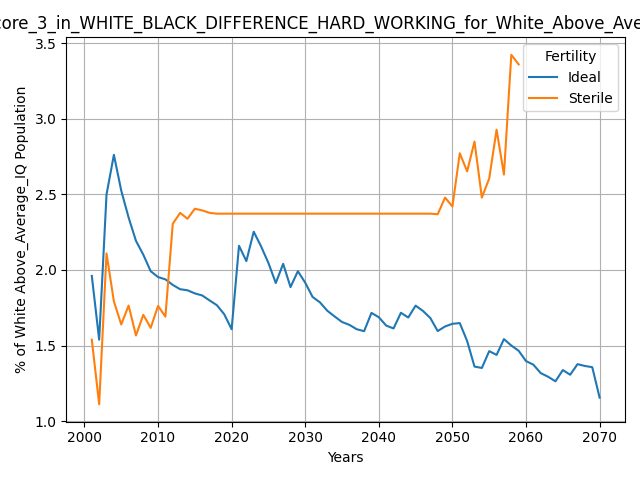 core_3_in_WHITE_BLACK_DIFFERENCE_HARD_WORKING_for_White_Above_Ave
Fertility
Ideal
Sterile
% of White Above_Average_IQ Population
3.5
3.0
2.5
2.0
1.5
1.0
2000 2010 2020 2030 2040 2050 2060 2070
Years